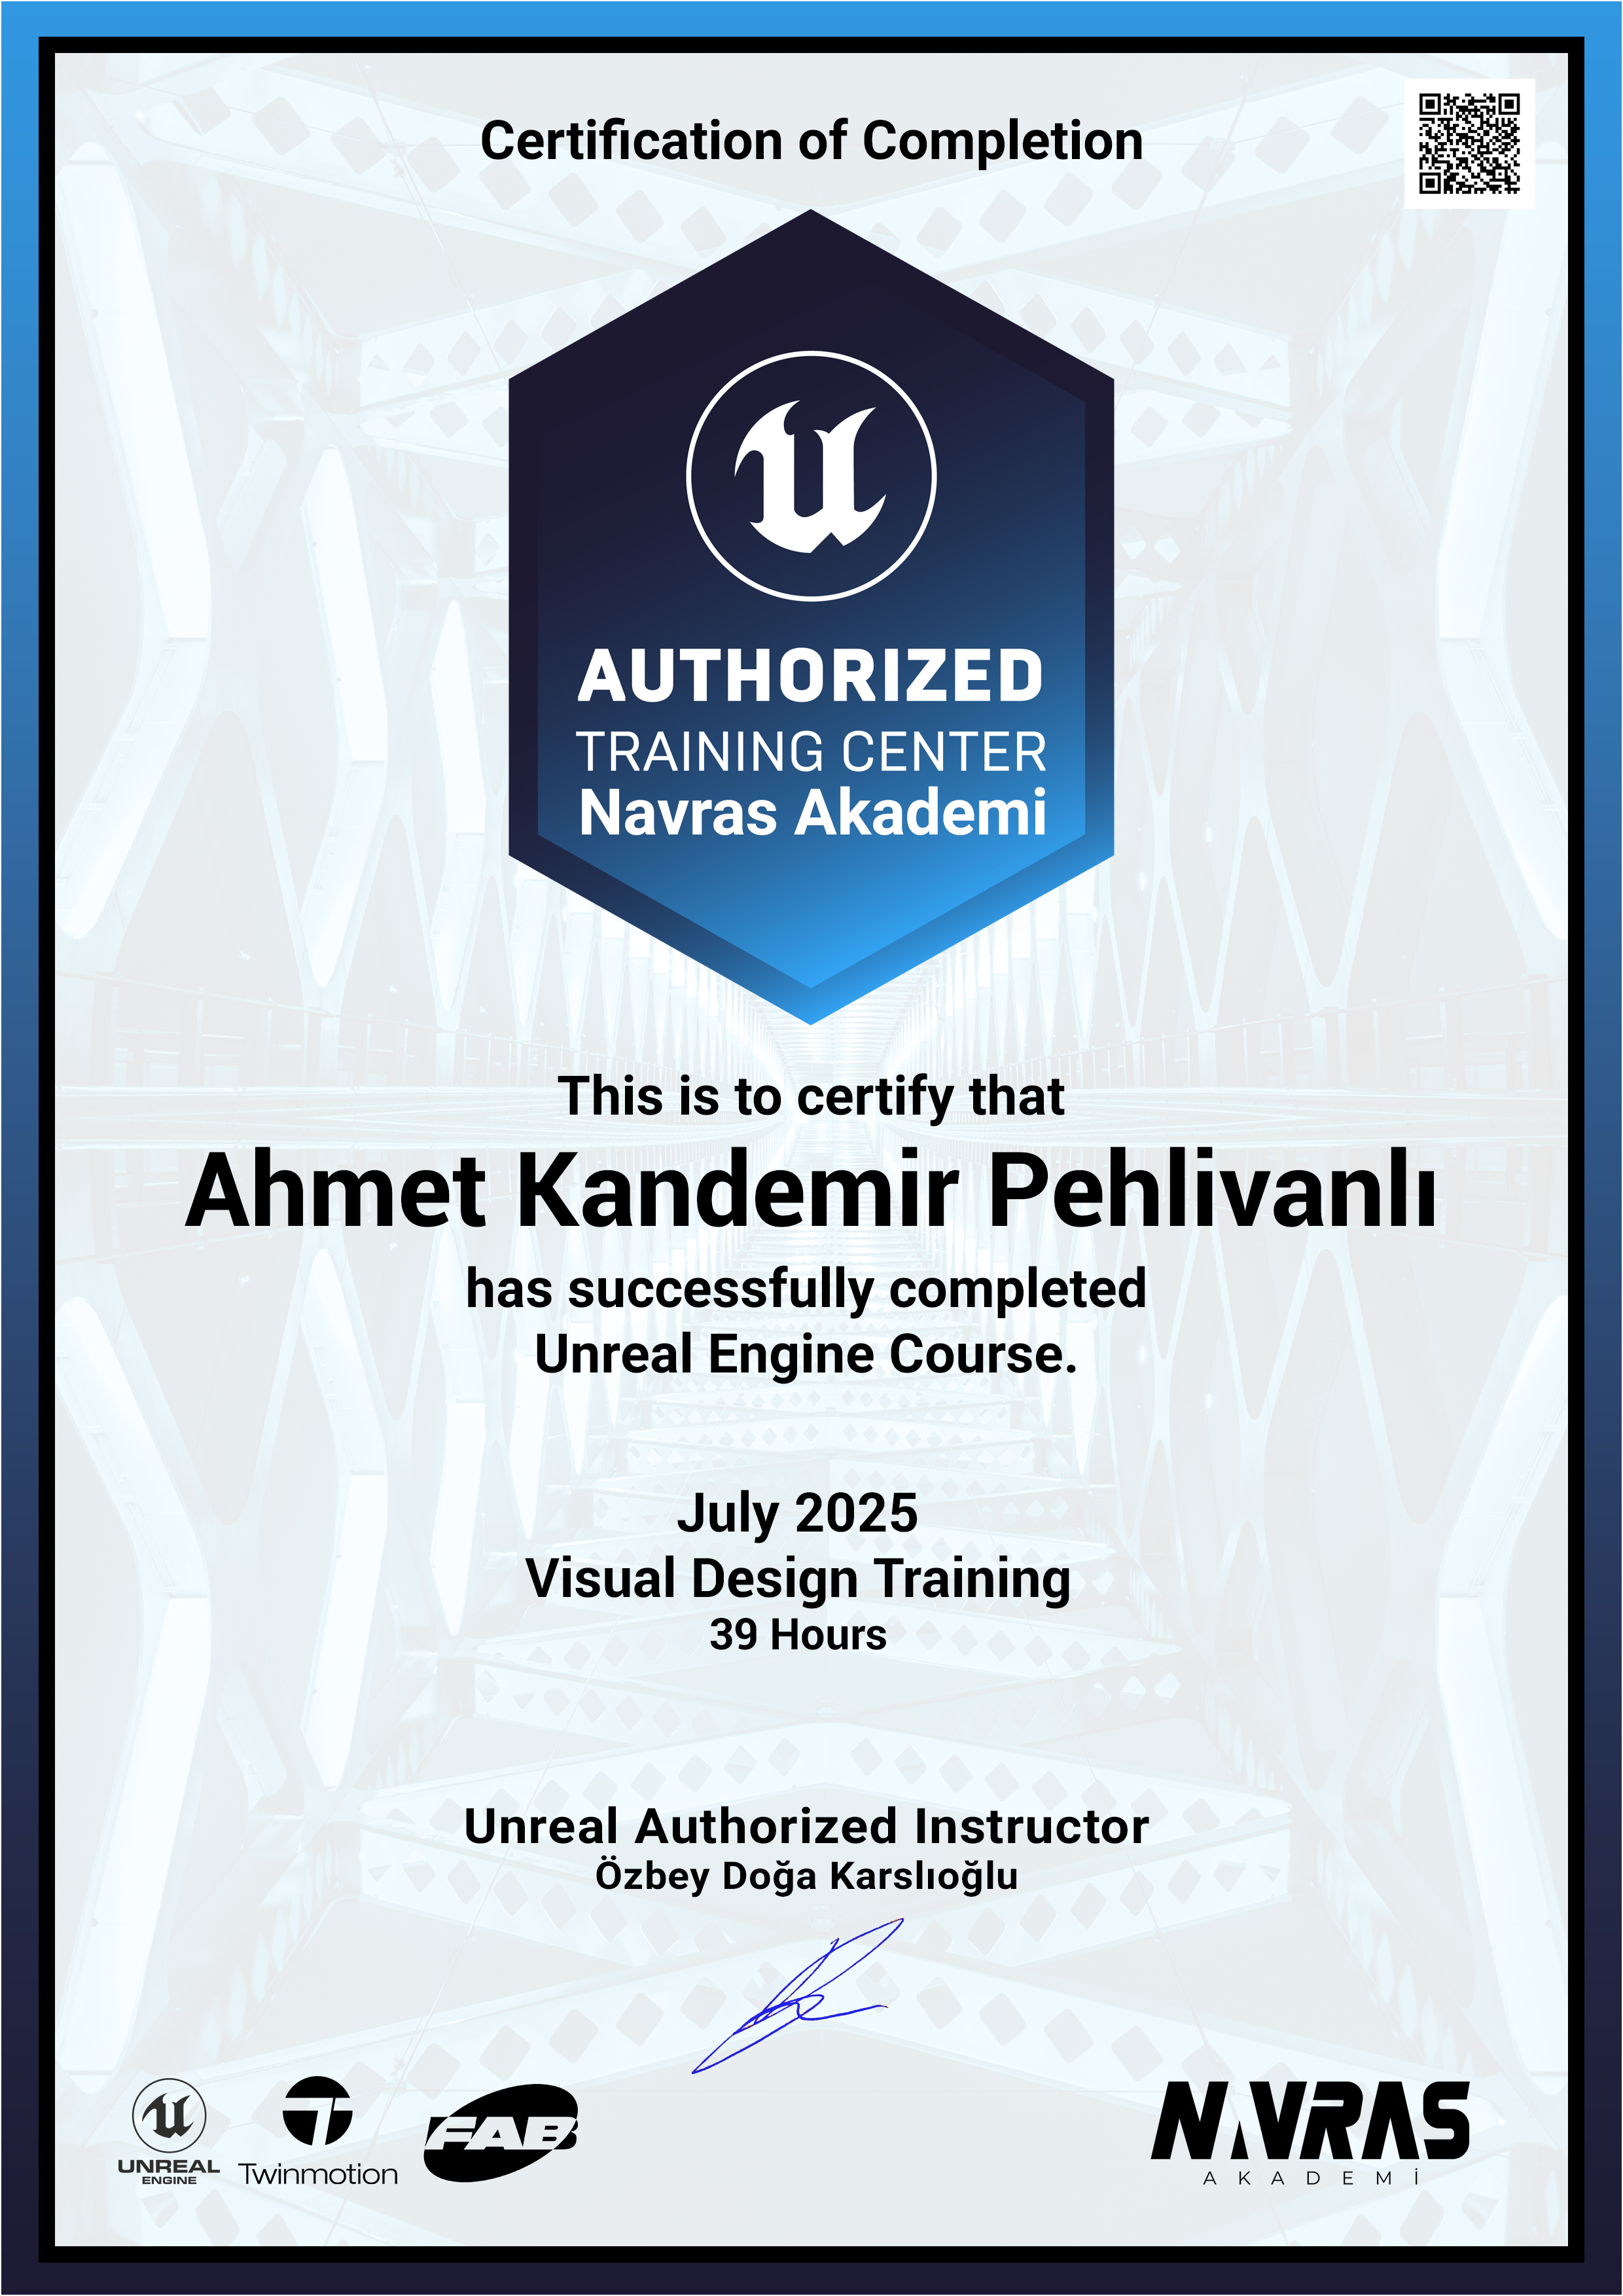 Certification of Completion
AUTHORIZED
TRAINING CENTER
Navras Akademi
This is to certify that
Ahmet Kandemir Pehlivanlı
has successfully completed
Unreal Engine Course.
July 2025
Visual Design Training
39 Hours
Unreal Authorized Instructor
Özbey Doğa Karslıoğlu
UNREAL
ENGINE
Twinmotion
FAB
NAVRAS
AKADEMİ